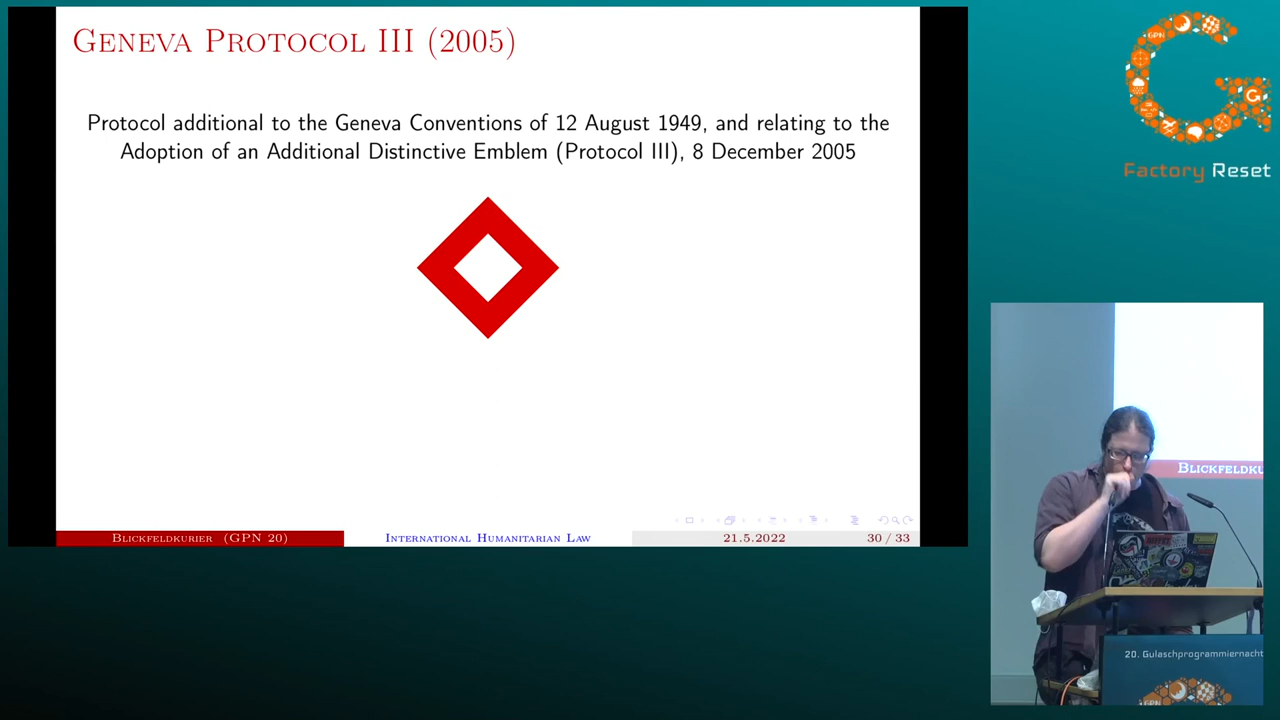 GENEVA PROTOCOL III (2005)
Protocol additional to the Geneva Conventions of 12 August 1949, and relating to the
Adoption of an Additional Distinctive Emblem (Protocol III), 8 December 2005
BLICKFELDKURIER (GPN 20)
INTERNATIONAL HUMANITARIAN LAW
21.5.2022
30 / 33
GPN
G
Factory Reset
BLICKFELDKU
20. Gulaschprogrammiernacht
GPN